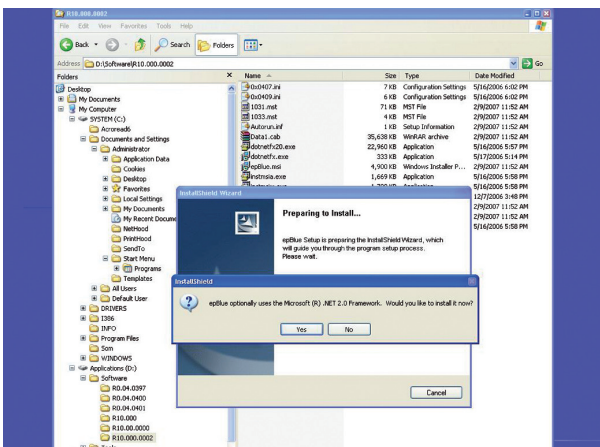 R10.000.0002
File Edit View Favorites Tools Help
Back Search Folders
Address D:\Software\R10.000.0002 Go
Folders
Desktop
My Documents
My Computer
SYSTEM (C:)
Acroread6
Documents and Settings
Administrator
Application Data
Cookies
Desktop
Favorites
Local Settings
My Documents
My Recent Docume
NetHood
PrintHood
SendTo
Start Menu
Programs
Templates
All Users
Default User
DRIVERS
I386
INFO
Program Files
Som
WINDOWS
Applications (D:)
Software
R0.04.0397
R0.04.0400
R0.04.0401
R10.000
R10.00.0000
R10.000.0002
Name Size Type Date Modified
0x0407.ini 7 KB Configuration Settings 5/16/2006 6:02 PM
0x0409.ini 6 KB Configuration Settings 5/16/2006 6:02 PM
1031.mst 71 KB MST File 2/9/2007 11:52 AM
1033.mst 4 KB MST File 2/9/2007 11:52 AM
Autorun.inf 1 KB Setup Information 2/9/2007 11:52 AM
Data1.cab 35,638 KB WinRAR archive 2/9/2007 11:52 AM
dotnetfx20.exe 22,960 KB Application 5/16/2006 5:57 PM
dotnetfx.exe 333 KB Application 5/17/2006 5:14 PM
epBlue.msi 4,900 KB Windows Installer P... 2/9/2007 11:52 AM
instmsia.exe 1,669 KB Application 5/16/2006 5:58 PM
5/16/2006 5:58 PM
12/7/2006 3:48 PM
2/9/2007 11:52 AM
2/9/2007 11:52 AM
5/16/2006 5:58 PM
InstallShield Wizard
Preparing to Install...
epBlue Setup is preparing the InstallShield Wizard, which
will guide you through the program setup process.
Please wait.
InstallShield
epBlue optionally uses the Microsoft (R) .NET 2.0 Framework. Would you like to install it now?
Yes No
Cancel